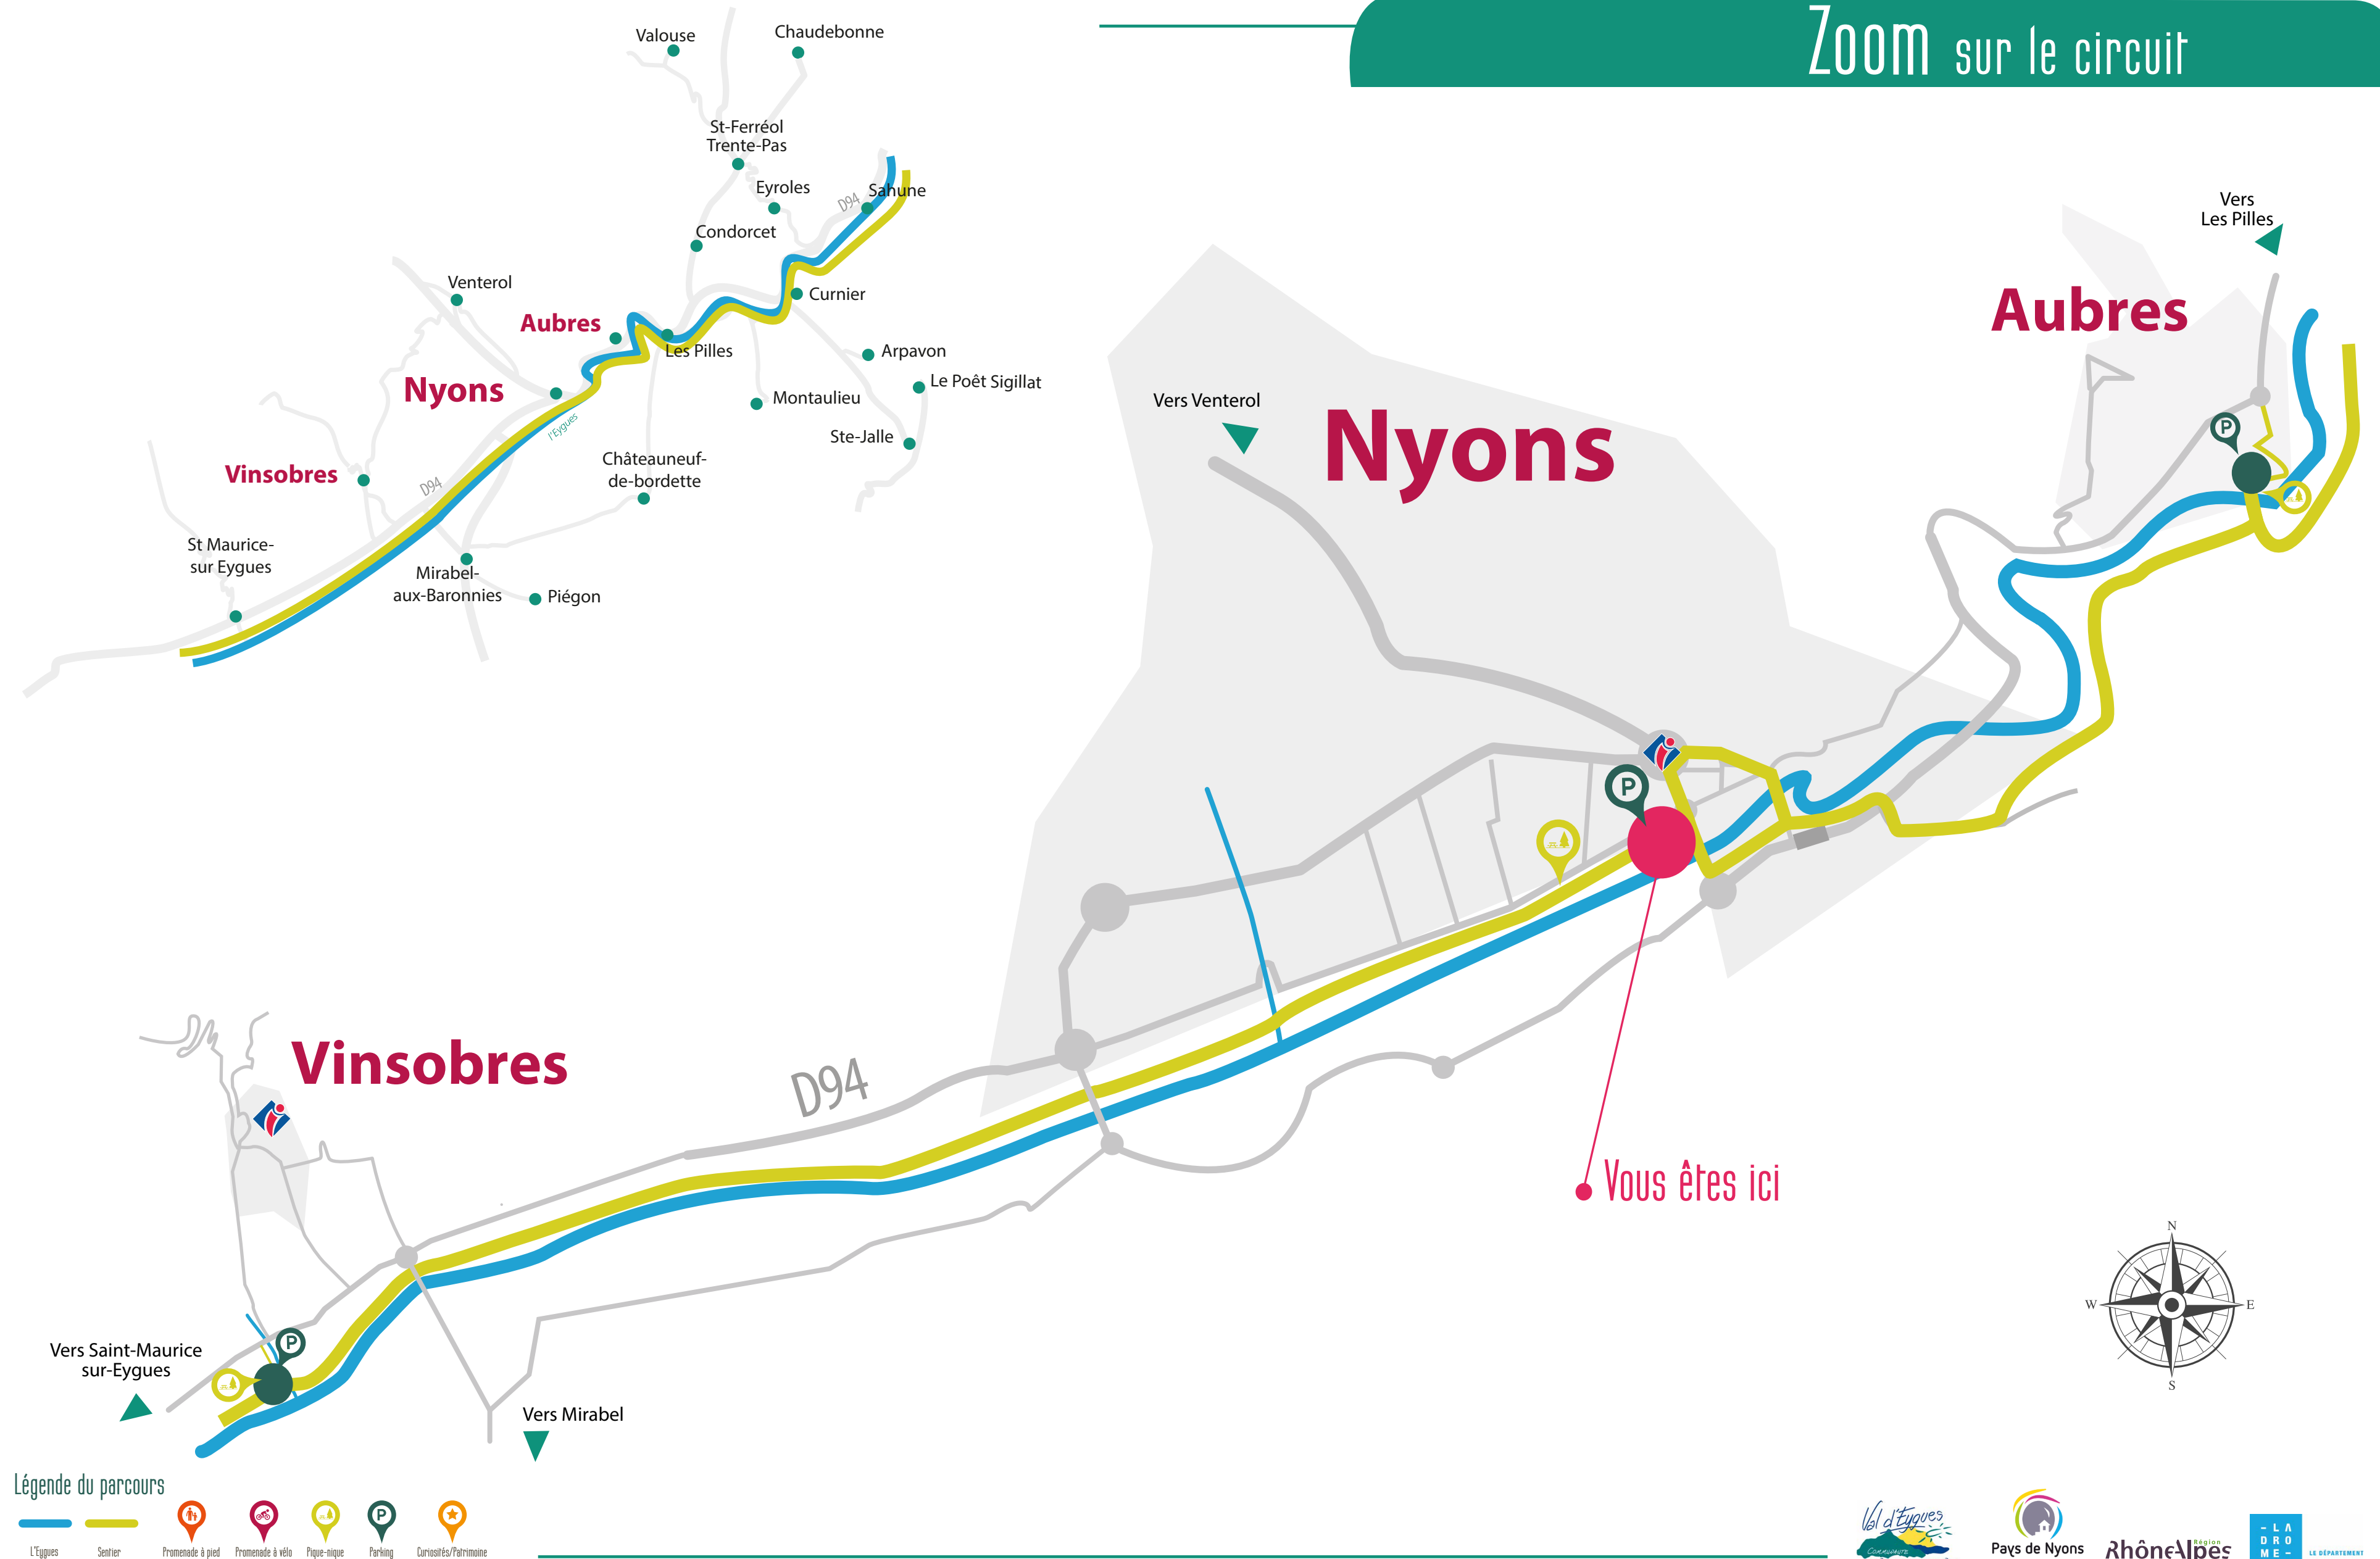 Zoom sur le circuit
Valouse
Chaudebonne
St-Ferréol
Trente-Pas
Eyroles
D94
Sahune
Condorcet
Venterol
Curnier
Aubres
Les Pilles
Arpavon
Le Poêt Sigillat
Nyons
Montaulieu
l'Eygues
Ste-Jalle
Châteauneuf-
de-bordette
Vinsobres
D94
St Maurice-
sur Eygues
Mirabel-
aux-Baronnies
Piégon
Vers
Les Pilles
Aubres
P
Vers Venterol
Nyons
P
Vinsobres
D94
Vous êtes ici
N
W
E
S
P
Vers Saint-Maurice
sur-Eygues
Vers Mirabel
Légende du parcours
P
L'Eygues
Sentier
Promenade à pied
Promenade à vélo
Pique-nique
Parking
Curiosités/Patrimoine
Val d'Eygues
Communauté
Pays de Nyons
Région
RhôneAlpes
- LA
DRO
ME -
LE DÉPARTEMENT